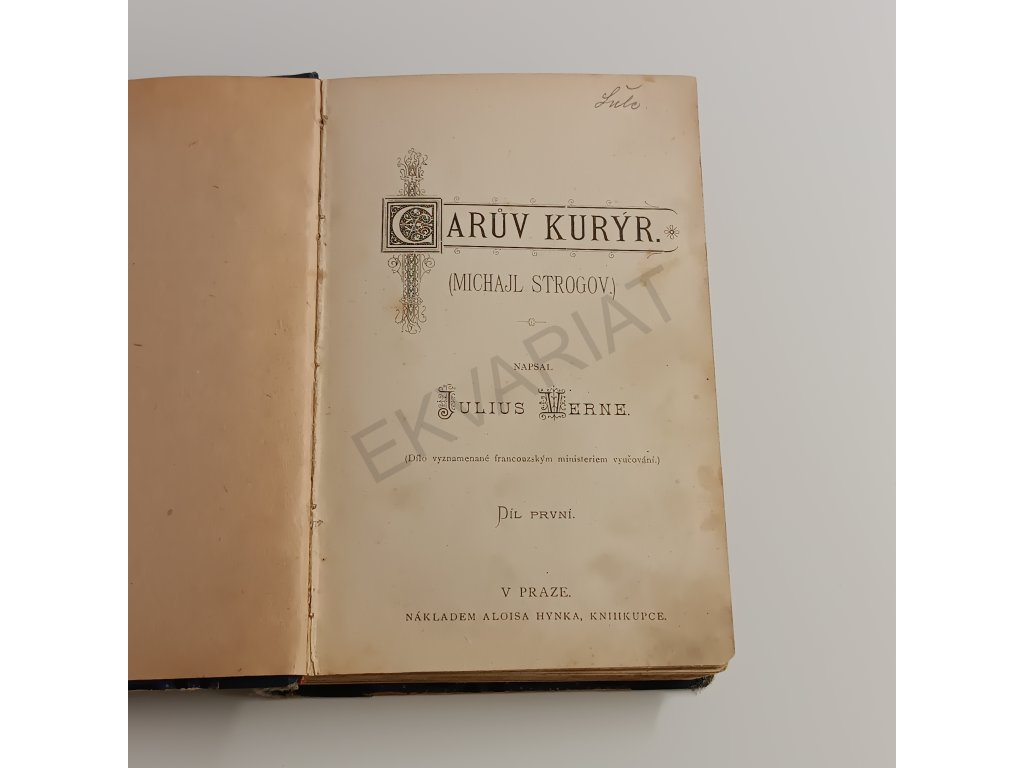 CARŮV KURÝR.
(MICHAJL STROGOV.)
NAPSAL
JULIUS VERNE.
(Dílo vyznamenané francouzským ministeriem vyučování.)
DÍL PRVNÍ.
V PRAZE.
NÁKLADEM ALOISA HYNKA, KNIHKUPCE.
EKVARIAT